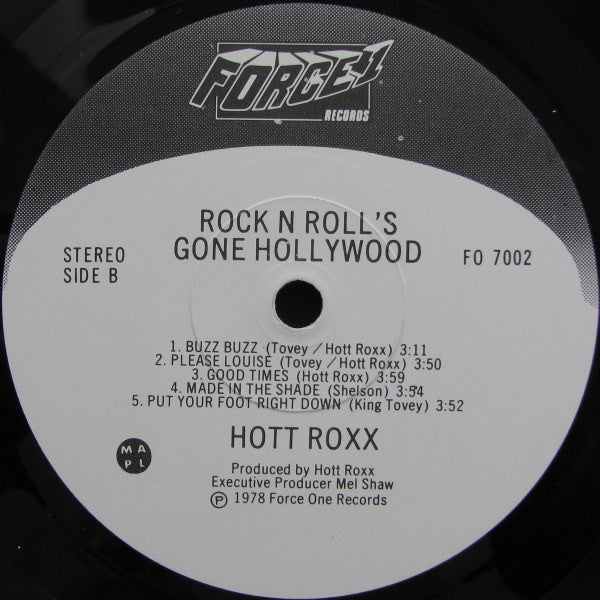 FORCE 1
RECORDS
ROCK N ROLL'S
GONE HOLLYWOOD
STEREO
SIDE B
FO 7002
1. BUZZ BUZZ (Tovey / Hott Roxx) 3:11
2. PLEASE LOUISE (Tovey / Hott Roxx) 3:50
3. GOOD TIMES (Hott Roxx) 3:59
4. MADE IN THE SHADE (Shelson) 3:54
5. PUT YOUR FOOT RIGHT DOWN (King Tovey) 3:52
HOTT ROXX
M A
P L
Produced by Hott Roxx
Executive Producer Mel Shaw
℗ 1978 Force One Records